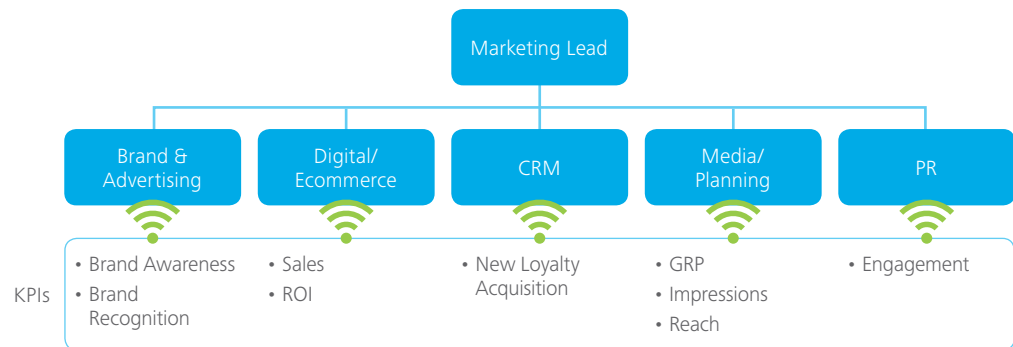 Marketing Lead
Brand &
Advertising
Digital/
Ecommerce
CRM
Media/
Planning
PR
KPIs
• Brand Awareness
• Brand
Recognition
• Sales
• ROI
• New Loyalty
Acquisition
• GRP
• Impressions
• Reach
• Engagement